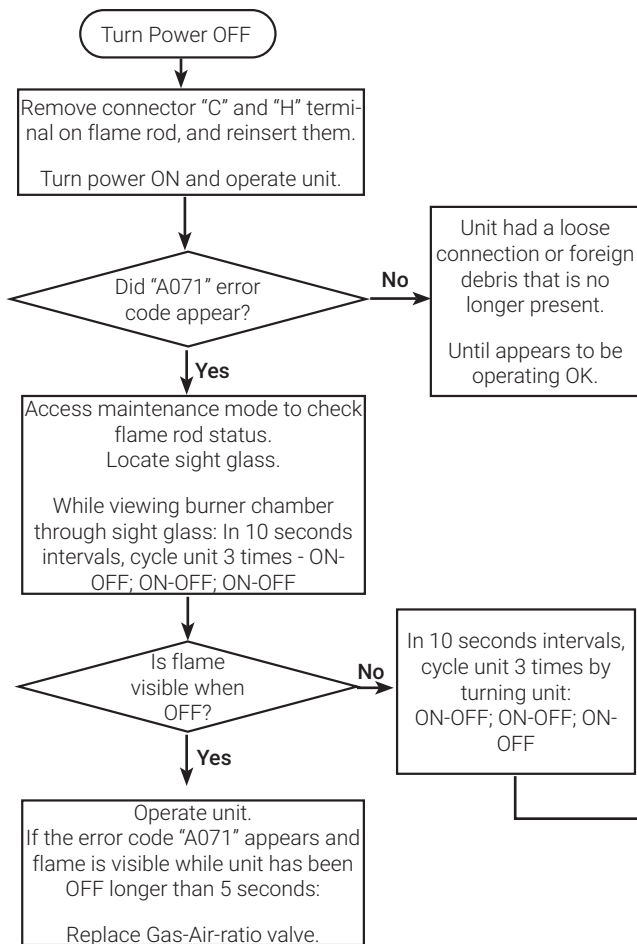 Turn Power OFF
Remove connector “C” and “H” termi-
nal on flame rod, and reinsert them.
Turn power ON and operate unit.
Did “A071” error
code appear?
No
Unit had a loose
connection or foreign
debris that is no
longer present.
Until appears to be
operating OK.
Yes
Access maintenance mode to check
flame rod status.
Locate sight glass.
While viewing burner chamber
through sight glass: In 10 seconds
intervals, cycle unit 3 times - ON-
OFF; ON-OFF; ON-OFF
Is flame
visible when
OFF?
No
In 10 seconds intervals,
cycle unit 3 times by
turning unit:
ON-OFF; ON-OFF; ON-
OFF
Yes
Operate unit.
If the error code “A071” appears and
flame is visible while unit has been
OFF longer than 5 seconds:
Replace Gas-Air-ratio valve.